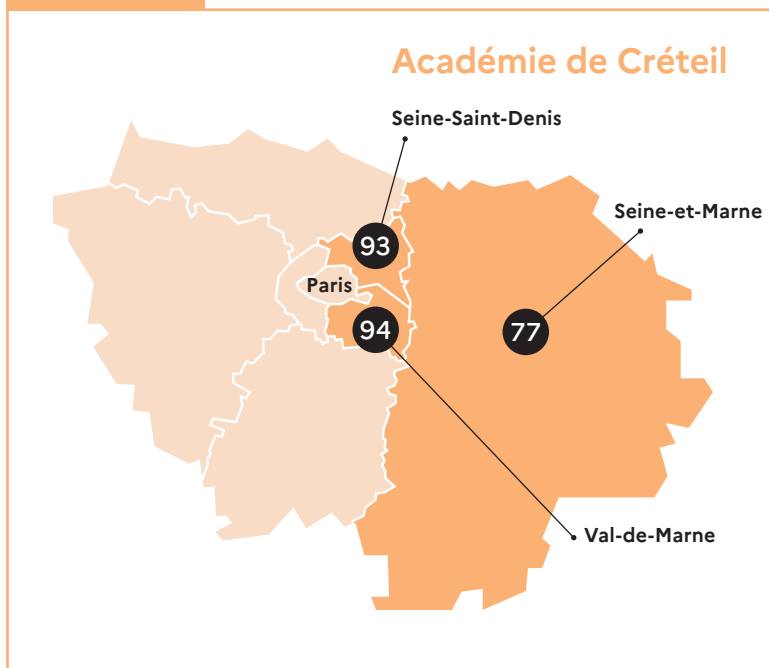 Académie de Créteil
Seine-Saint-Denis
Seine-et-Marne
93
Paris
94
77
Val-de-Marne